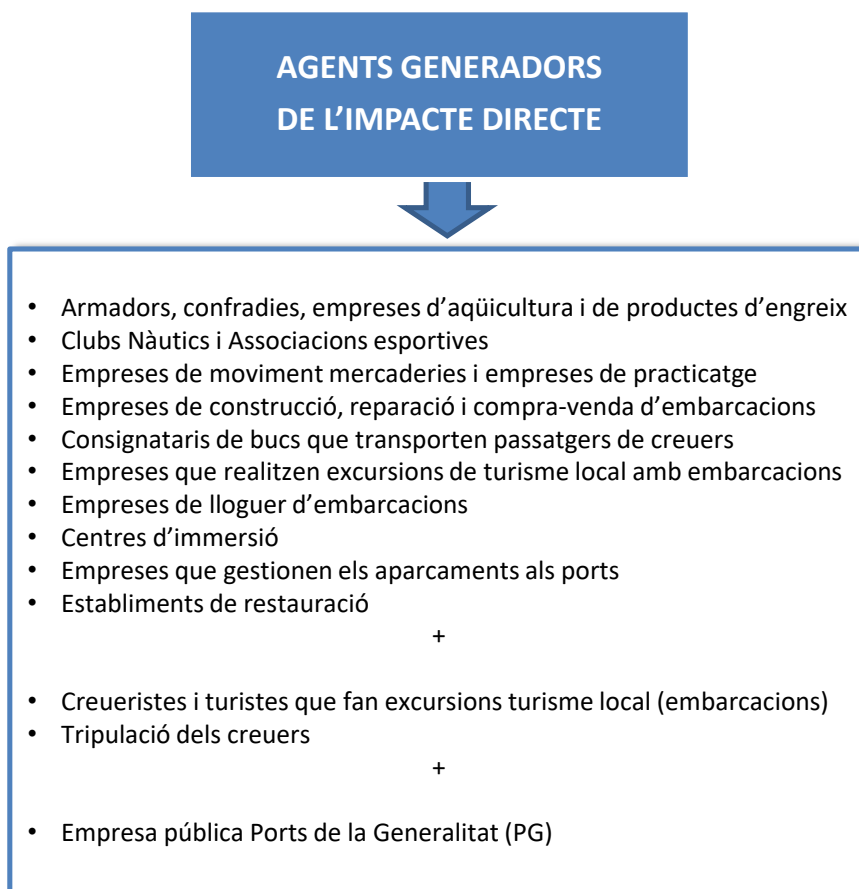 AGENTS GENERADORS
DE L’IMPACTE DIRECTE
• Armadors, confradies, empreses d’aqüicultura i de productes d’engreix
• Clubs Nàutics i Associacions esportives
• Empreses de moviment mercaderies i empreses de practicatge
• Empreses de construcció, reparació i compra-venda d’embarcacions
• Consignataris de bucs que transporten passatgers de creuers
• Empreses que realitzen excursions de turisme local amb embarcacions
• Empreses de lloguer d’embarcacions
• Centres d’immersió
• Empreses que gestionen els aparcaments als ports
• Establiments de restauració
+
• Creueristes i turistes que fan excursions turisme local (embarcacions)
• Tripulació dels creuers
+
• Empresa pública Ports de la Generalitat (PG)